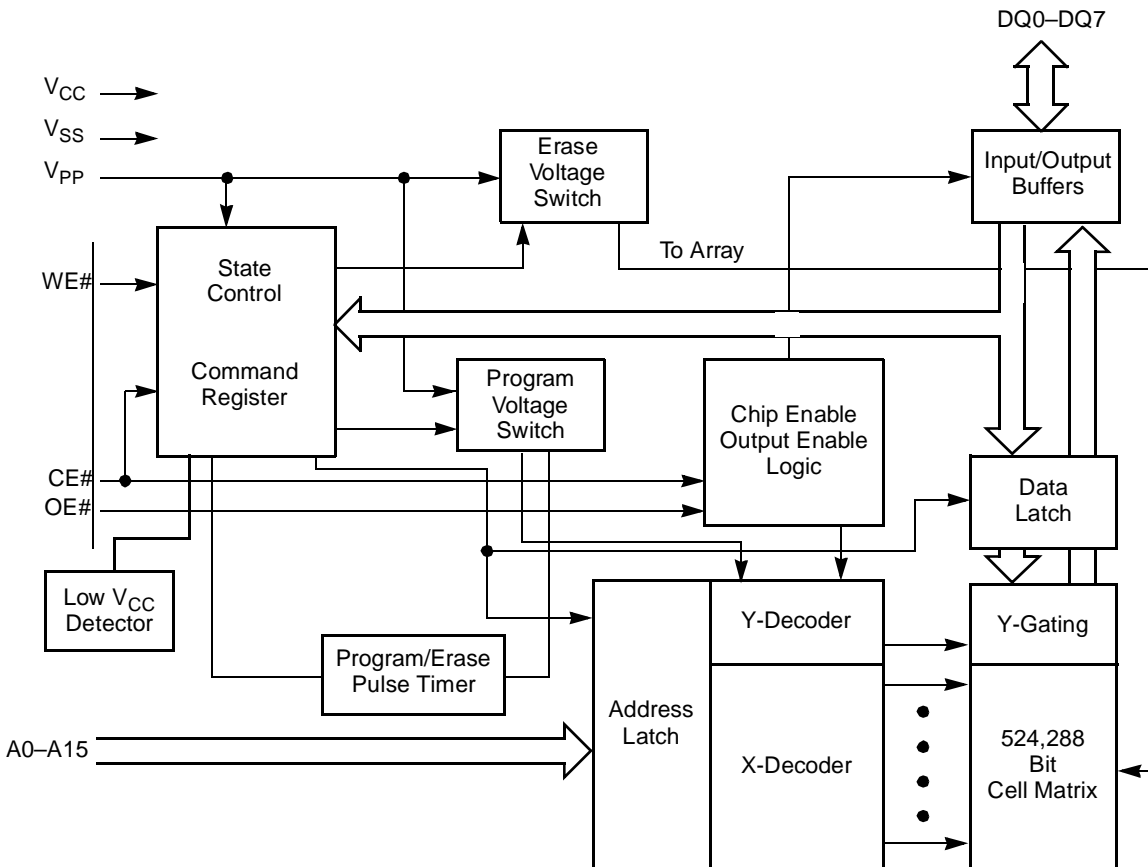 DQ0–DQ7
VCC
VSS
VPP
Erase
Voltage
Switch
Input/Output
Buffers
To Array
WE#
State
Control
Command
Register
Program
Voltage
Switch
Chip Enable
Output Enable
Logic
CE#
OE#
Data
Latch
Low VCC
Detector
Y-Decoder
Y-Gating
Program/Erase
Pulse Timer
Address
Latch
A0–A15
X-Decoder
524,288
Bit
Cell Matrix